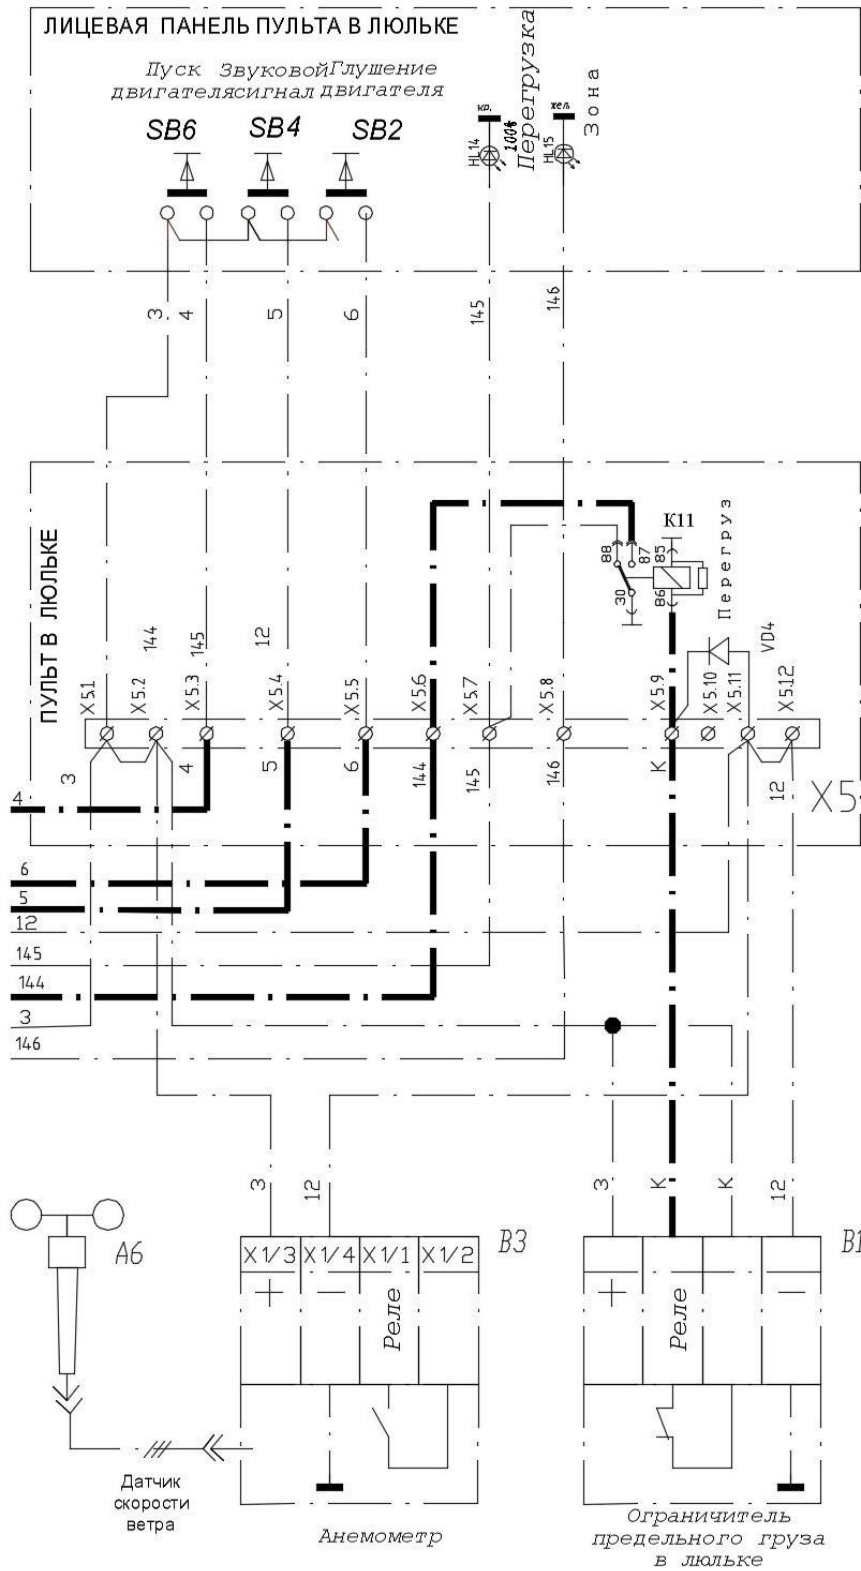 ЛИЦЕВАЯ ПАНЕЛЬ ПУЛЬТА В ЛЮЛЬКЕ
Пуск Звуковой Глушение
двигателя сигнал двигателя
SB6 SB4 SB2
кр.
HL14
100%
Перегрузка
жел.
HL15
Зона
3 4 5 6 145 146
ПУЛЬТ В ЛЮЛЬКЕ
K11
88 87 85
30 86
Перегруз
VD4
144 145 12
X5.1 X5.2 X5.3 X5.4 X5.5 X5.6 X5.7 X5.8 X5.9 X5.10 X5.11 X5.12
3 4 5 6 144 145 146 K 12
X5
4
6
5
12
145
144
3
146
3 12 3 K K 12
A6
X1/3 X1/4 X1/1 X1/2
B3
B1
+ − Реле
+ Реле −
Датчик
скорости
ветра
Анемометр
Ограничитель
предельного груза
в люльке